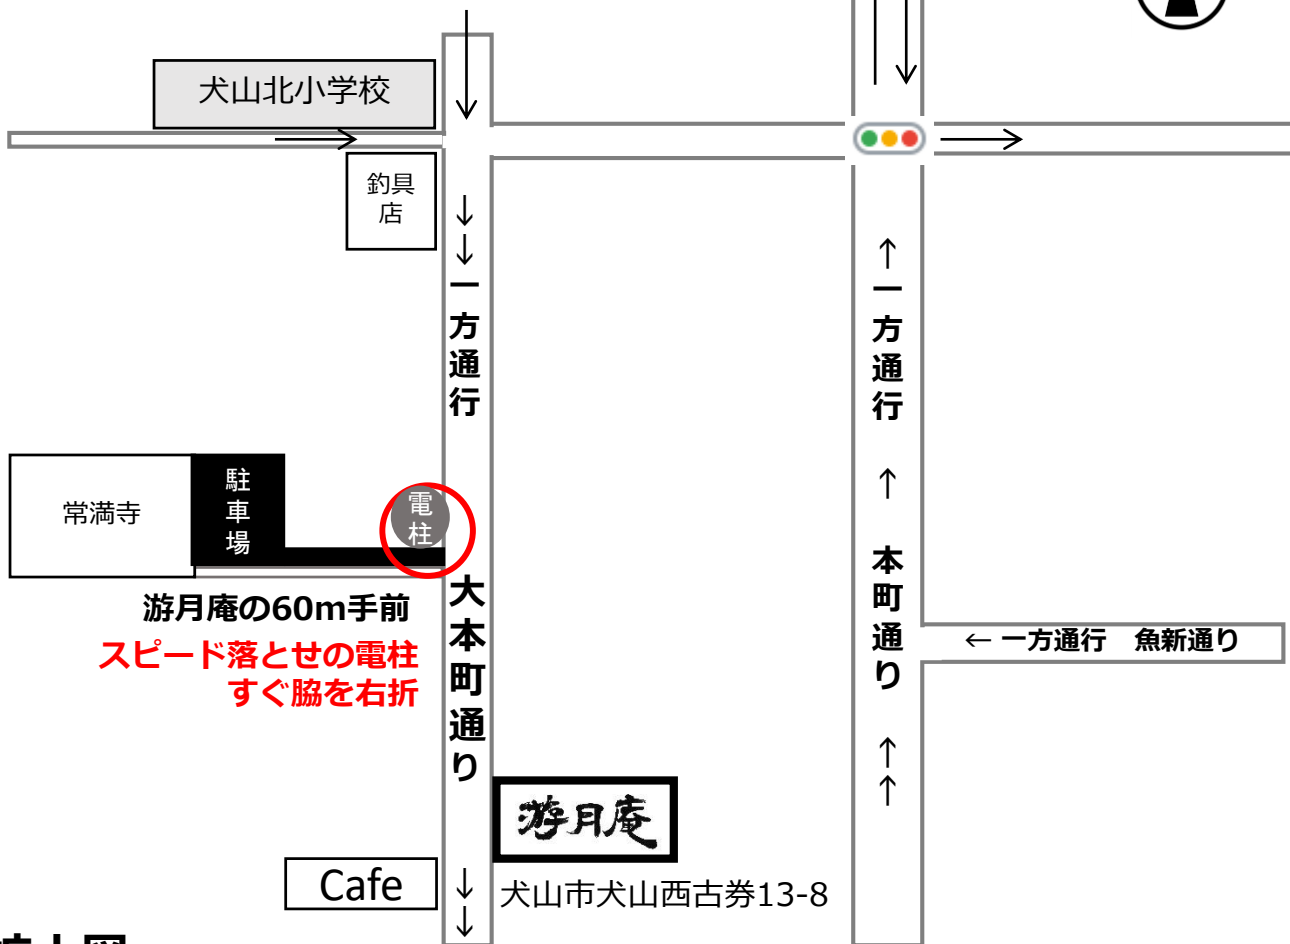 犬山北小学校
釣具
店
↓
↓
一方通行
↑
一方通行
↑
常満寺
駐車場
電柱
游月庵の60m手前
スピード落とせの電柱
すぐ脇を右折
大本町通り
本町通り
← 一方通行　魚新通り
↑
↑
游月庵
Cafe
↓
↓
犬山市犬山西古券13-8